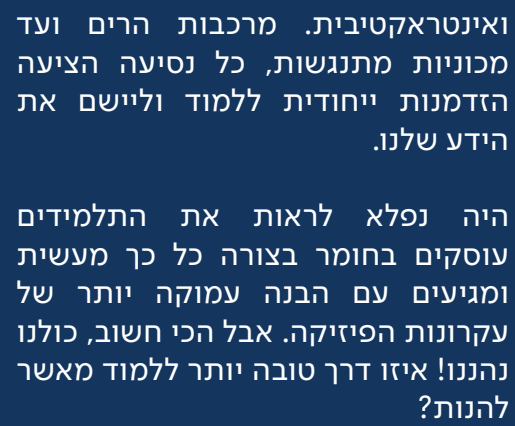 ואינטראקטיבית. מרכבות הרים ועד
מכוניות מתנגשות, כל נסיעה הציעה
הזדמנות ייחודית ללמוד וליישם את
הידע שלנו.
היה נפלא לראות את התלמידים
עוסקים בחומר בצורה כל כך מעשית
ומגיעים עם הבנה עמוקה יותר של
עקרונות הפיזיקה. אבל הכי חשוב, כולנו
נהננו! איזו דרך טובה יותר ללמוד מאשר
להנות?